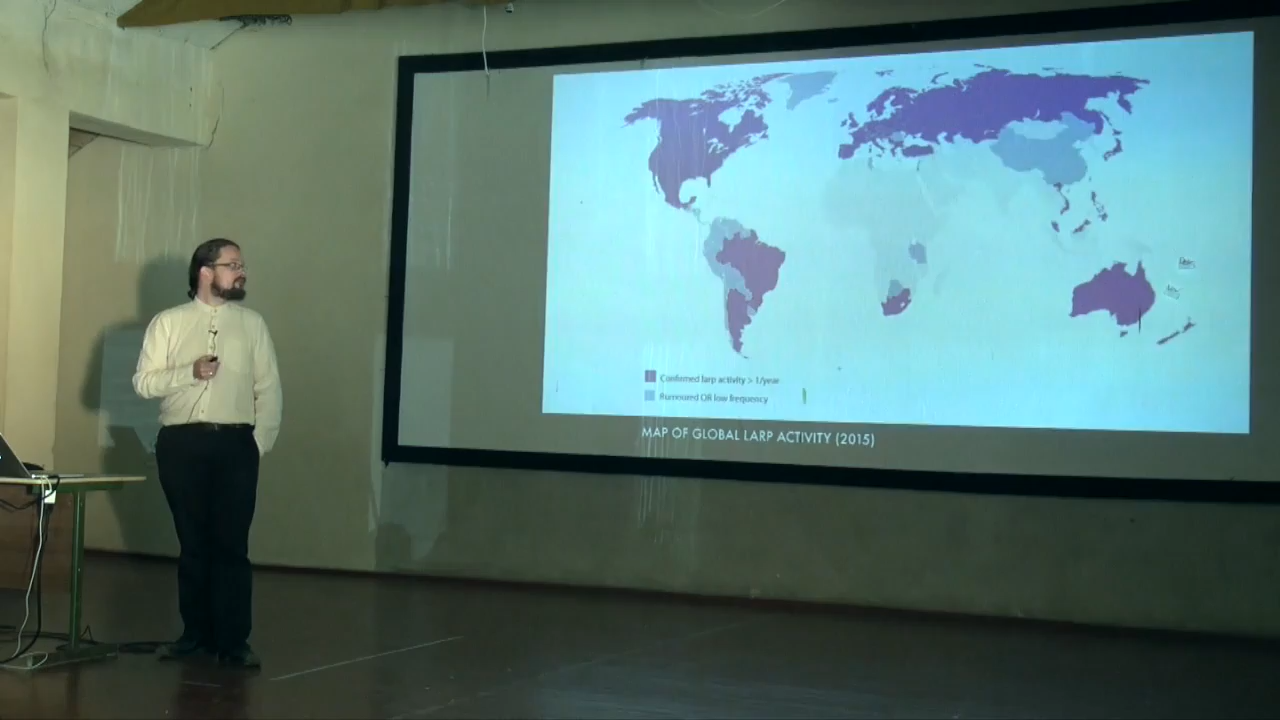 Confirmed larp activity > 1/year
Rumoured OR low frequency
MAP OF GLOBAL LARP ACTIVITY (2015)